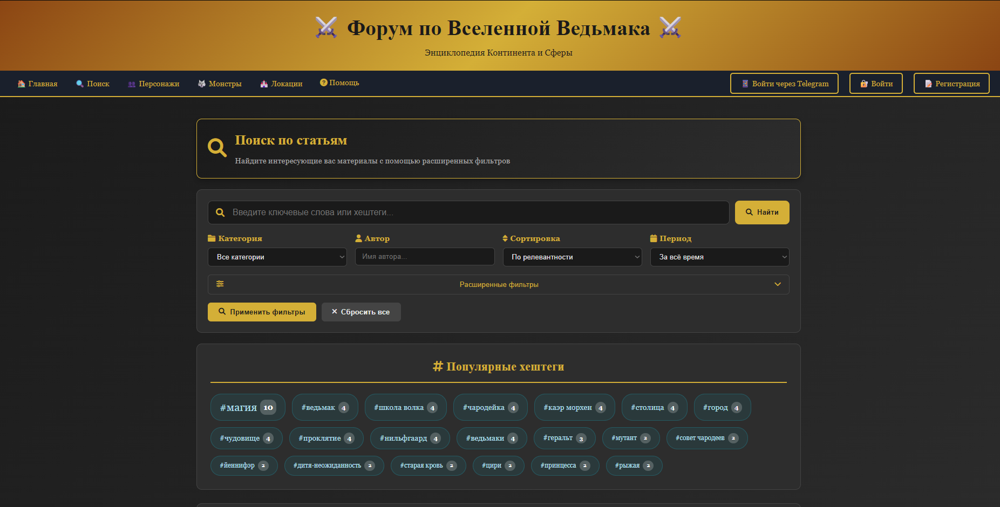 Форум по Вселенной Ведьмака
Энциклопедия Континента и Сферы
Главная Поиск Персонажи Монстры Локации Помощь Войти через Telegram Войти Регистрация
Поиск по статьям
Найдите интересующие вас материалы с помощью расширенных фильтров
Введите ключевые слова или хештеги... Найти
Категория Автор Сортировка Период
Все категории Имя автора... По релевантности За всё время
Расширенные фильтры
Применить фильтры ✕ Сбросить все
# Популярные хештеги
#магия 10 #ведьмак 4 #школа волка 4 #чародейка 4 #каэр морхен 4 #столица 4 #город 4
#чудовище 4 #проклятие 4 #нильфгаард 4 #ведьмаки 4 #геральт 3 #мутант 2 #совет чародеев 2
#йеннифэр 2 #дитя-неожиданность 2 #старая кровь 2 #цири 2 #принцесса 2 #рыжая 2